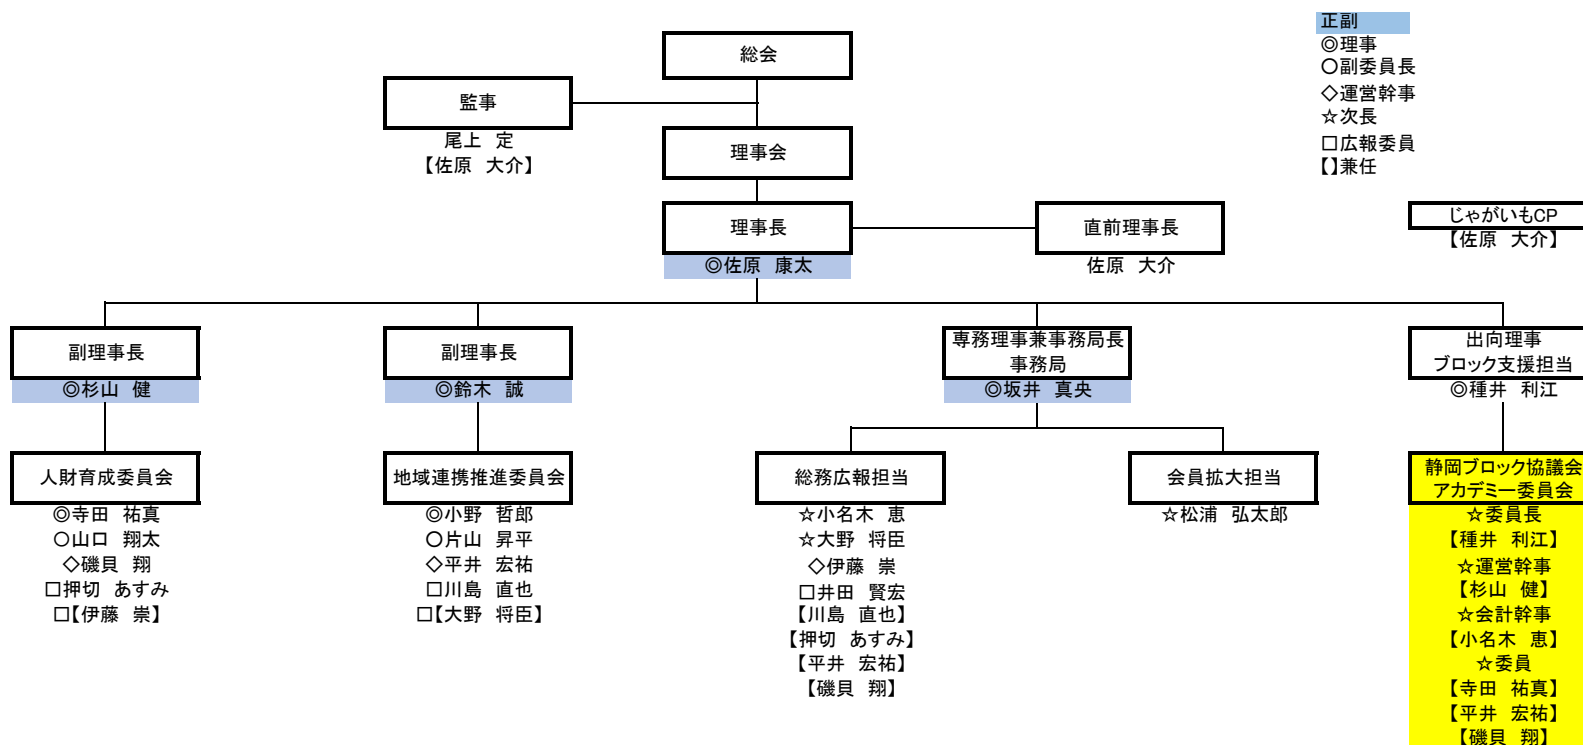 正副
◎理事
○副委員長
◇運営幹事
☆次長
□広報委員
【】兼任
総会
監事
尾上 定
【佐原 大介】
理事会
理事長
◎佐原 康太
直前理事長
佐原 大介
じゃがいもCP
【佐原 大介】
副理事長
◎杉山 健
副理事長
◎鈴木 誠
専務理事兼事務局長
事務局
◎坂井 真央
出向理事
ブロック支援担当
◎種井 利江
人財育成委員会
◎寺田 祐真
○山口 翔太
◇磯貝 翔
□押切 あすみ
□【伊藤 崇】
地域連携推進委員会
◎小野 哲郎
○片山 昇平
◇平井 宏祐
□川島 直也
□【大野 将臣】
総務広報担当
☆小名木 恵
☆大野 将臣
◇伊藤 崇
□井田 賢宏
【川島 直也】
【押切 あすみ】
【平井 宏祐】
【磯貝 翔】
会員拡大担当
☆松浦 弘太郎
静岡ブロック協議会
アカデミー委員会
☆委員長
【種井 利江】
☆運営幹事
【杉山 健】
☆会計幹事
【小名木 恵】
☆委員
【寺田 祐真】
【平井 宏祐】
【磯貝 翔】